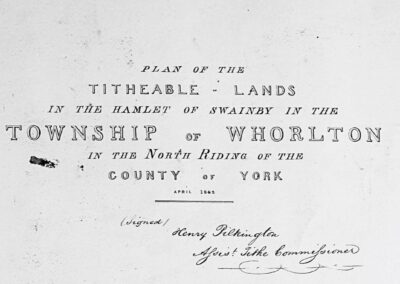 PLAN OF THE
TITHEABLE - LANDS
IN THE HAMLET OF SWAINBY IN THE
TOWNSHIP OF WHORLTON
IN THE NORTH RIDING OF THE
COUNTY OF YORK
APRIL
(Signed)
Henry Pilkington
Assist. Tithe Commissioner